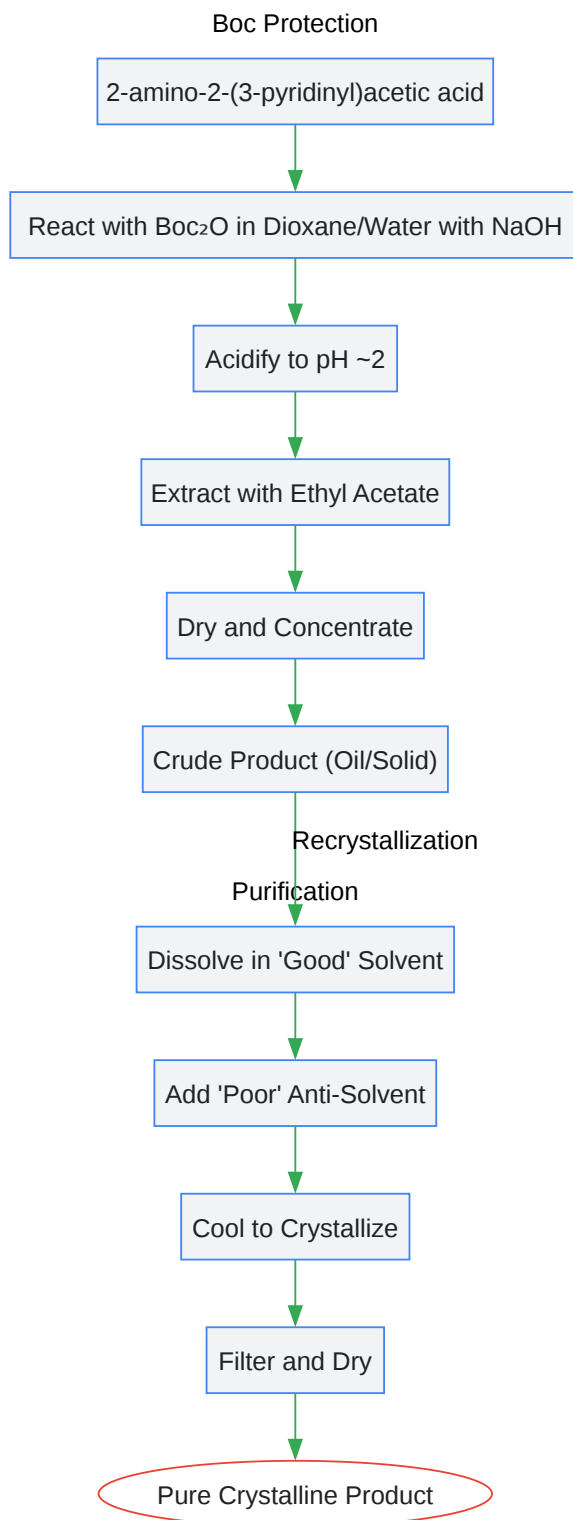 Boc Protection
2-amino-2-(3-pyridinyl)acetic acid
React with Boc₂O in Dioxane/Water with NaOH
Acidify to pH ~2
Extract with Ethyl Acetate
Dry and Concentrate
Crude Product (Oil/Solid)
Recrystallization
Purification
Dissolve in 'Good' Solvent
Add 'Poor' Anti-Solvent
Cool to Crystallize
Filter and Dry
Pure Crystalline Product